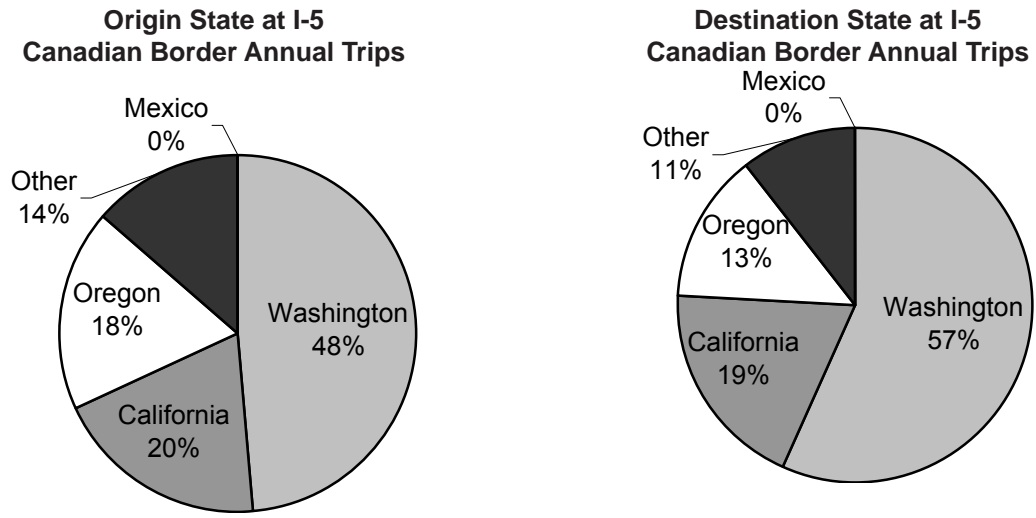 Origin State at I-5
Canadian Border Annual Trips
Mexico
0%
Other
14%
Oregon
18%
Washington
48%
California
20%
Destination State at I-5
Canadian Border Annual Trips
Mexico
0%
Other
11%
Oregon
13%
Washington
57%
California
19%